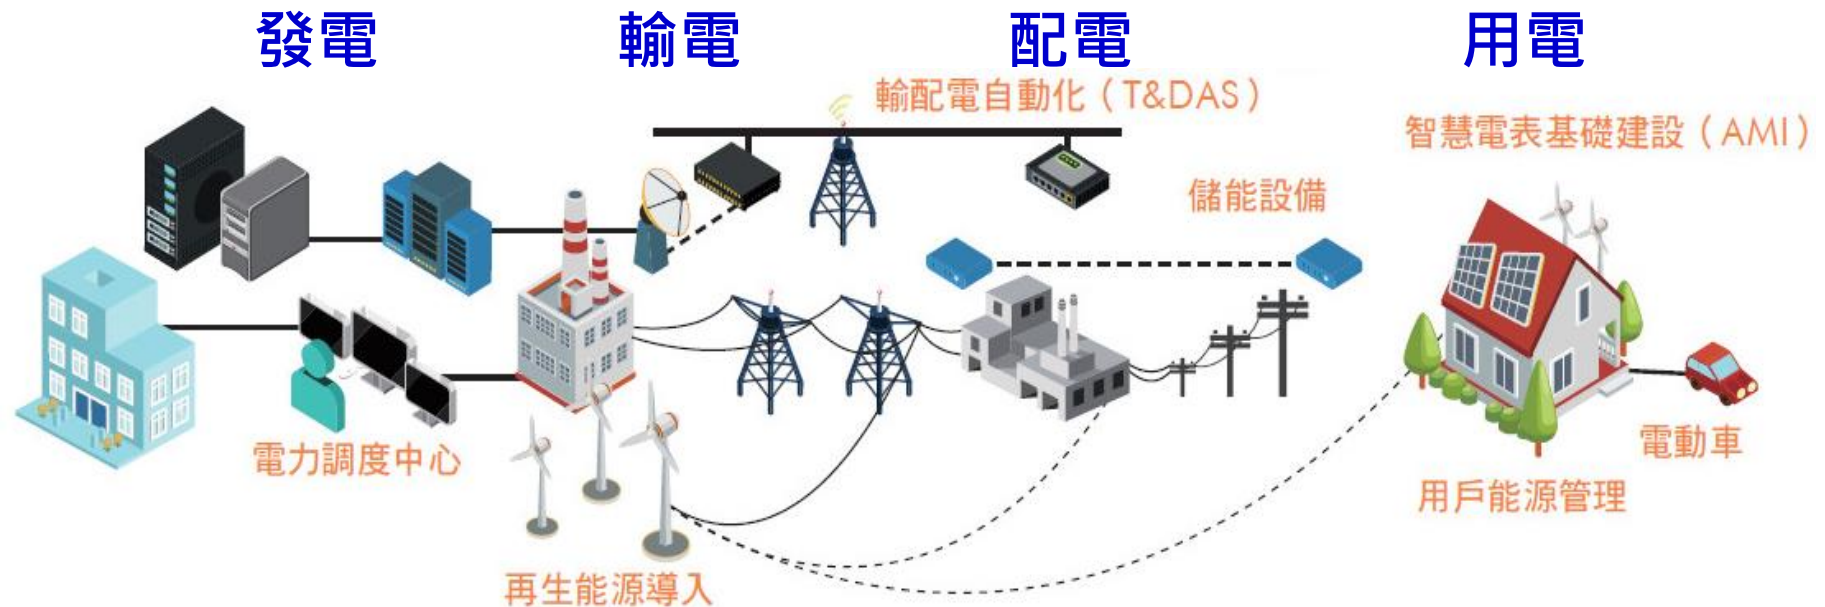 發電
輸電
配電
用電
輸配電自動化（T&DAS）
智慧電表基礎建設（AMI）
儲能設備
電力調度中心
電動車
用戶能源管理
再生能源導入